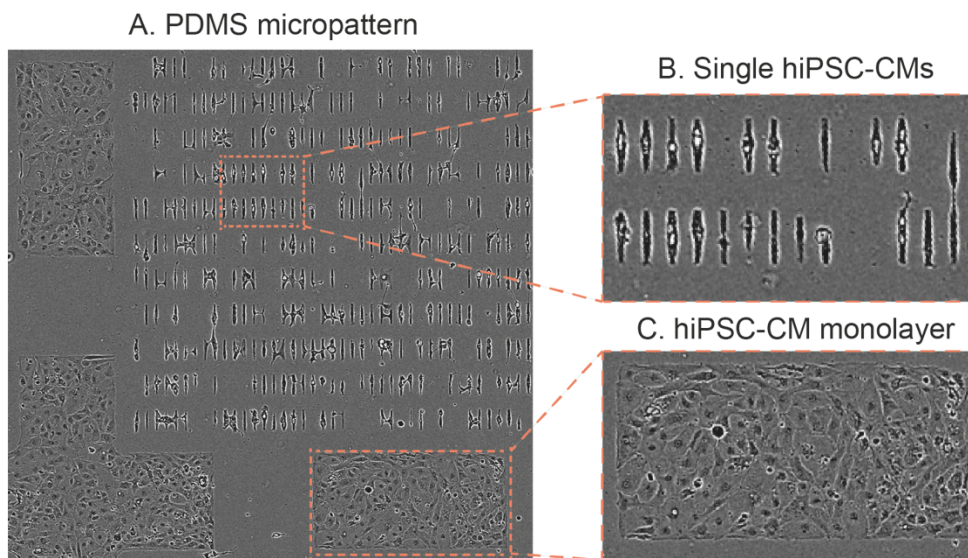 A. PDMS micropattern
B. Single hiPSC-CMs
C. hiPSC-CM monolayer